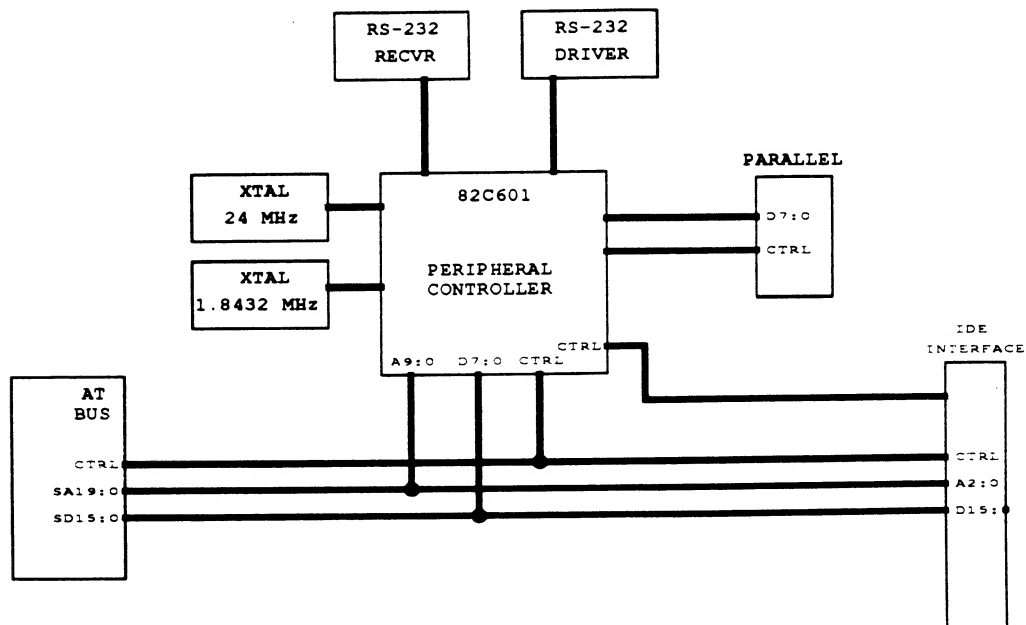 RS-232
RECVR
RS-232
DRIVER
PARALLEL
D7:0
CTRL
XTAL
24 MHz
XTAL
1.8432 MHz
82C601
PERIPHERAL
CONTROLLER
CTRL
A9:0 D7:0 CTRL
IDE
INTERFACE
AT
BUS
CTRL
SA19:0
SD15:0
CTRL
A2:0
D15: